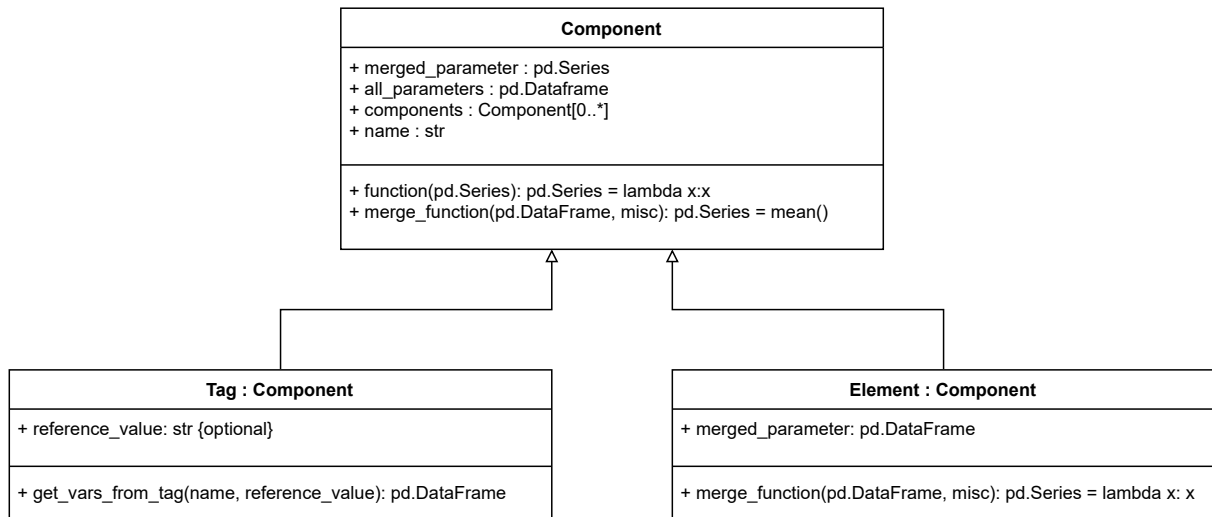 Component
+ merged_parameter : pd.Series
+ all_parameters : pd.Dataframe
+ components : Component[0..*]
+ name : str
+ function(pd.Series): pd.Series = lambda x:x
+ merge_function(pd.DataFrame, misc): pd.Series = mean()
Tag : Component
+ reference_value: str {optional}
+ get_vars_from_tag(name, reference_value): pd.DataFrame
Element : Component
+ merged_parameter: pd.DataFrame
+ merge_function(pd.DataFrame, misc): pd.Series = lambda x: x